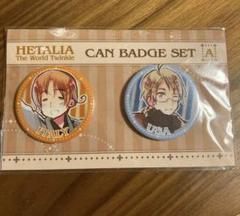 HETALIA
The World Twinkle
CAN BADGE SET
A
ITALY
USA